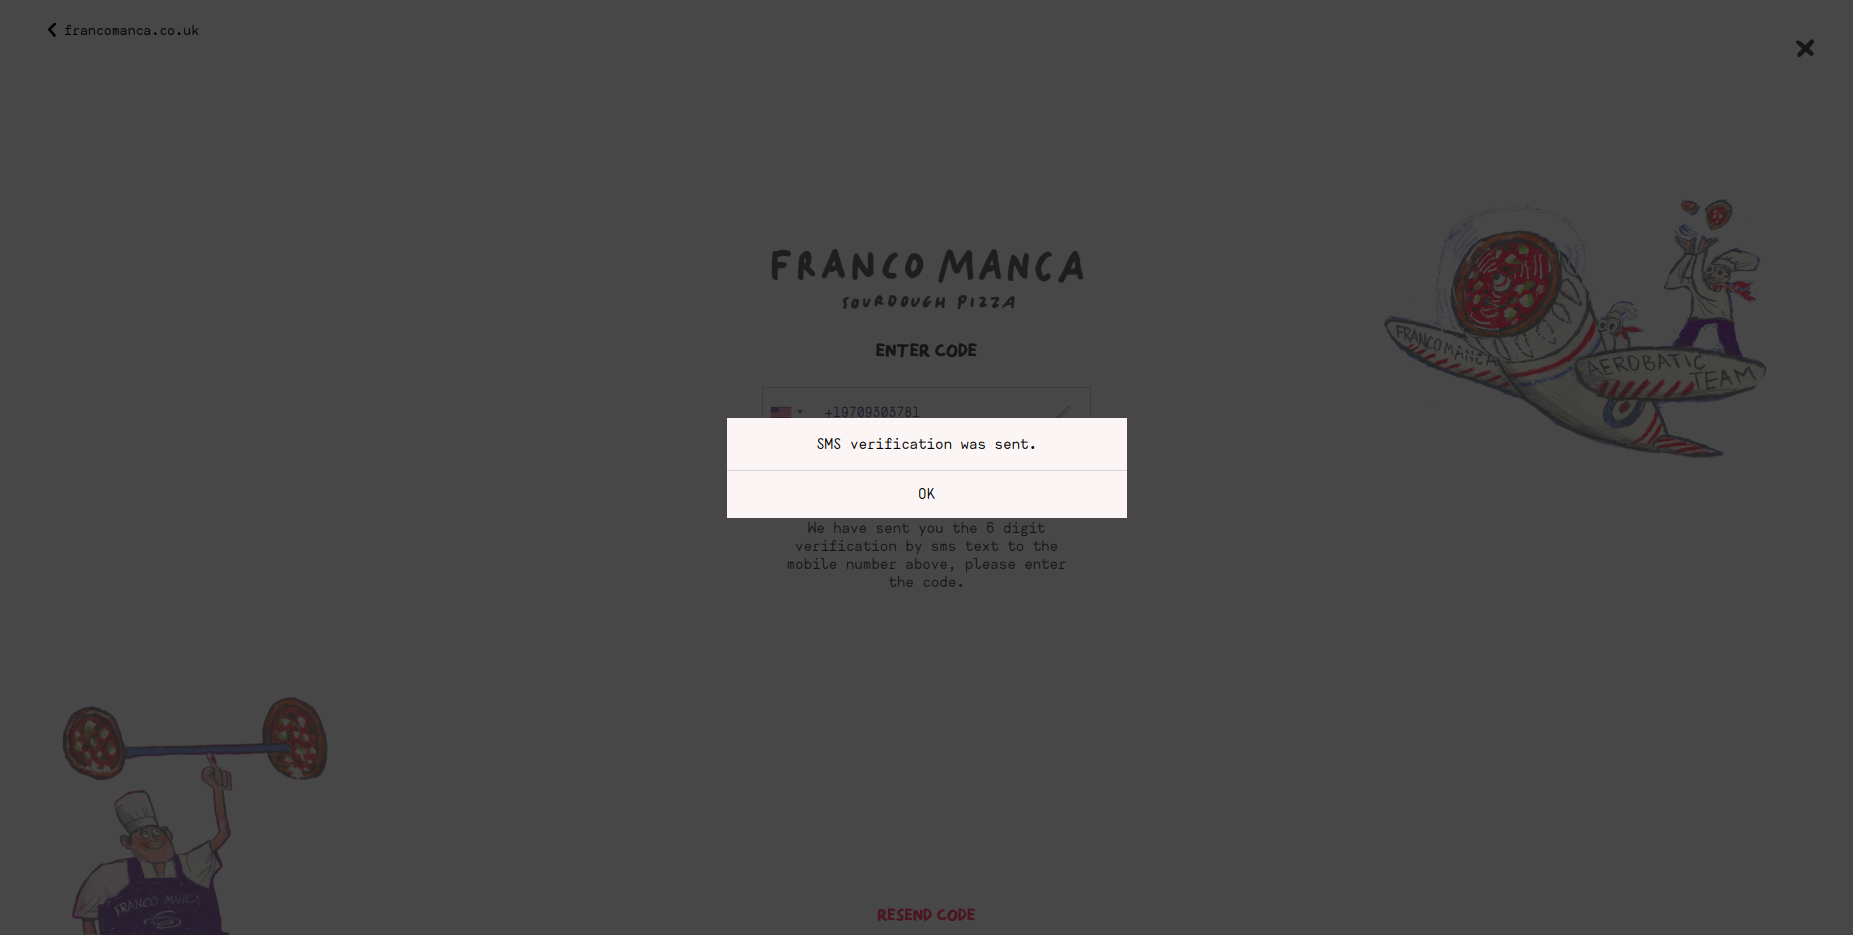 francomanca.co.uk
FRANCO MANCA
SOURDOUGH PIZZA
ENTER CODE
+19709303781
SMS verification was sent.
OK
We have sent you the 6 digit
verification by sms text to the
mobile number above, please enter
the code.
FRANCO MANCA
AEROBATIC
TEAM
FRANCO MANCA
RESEND CODE